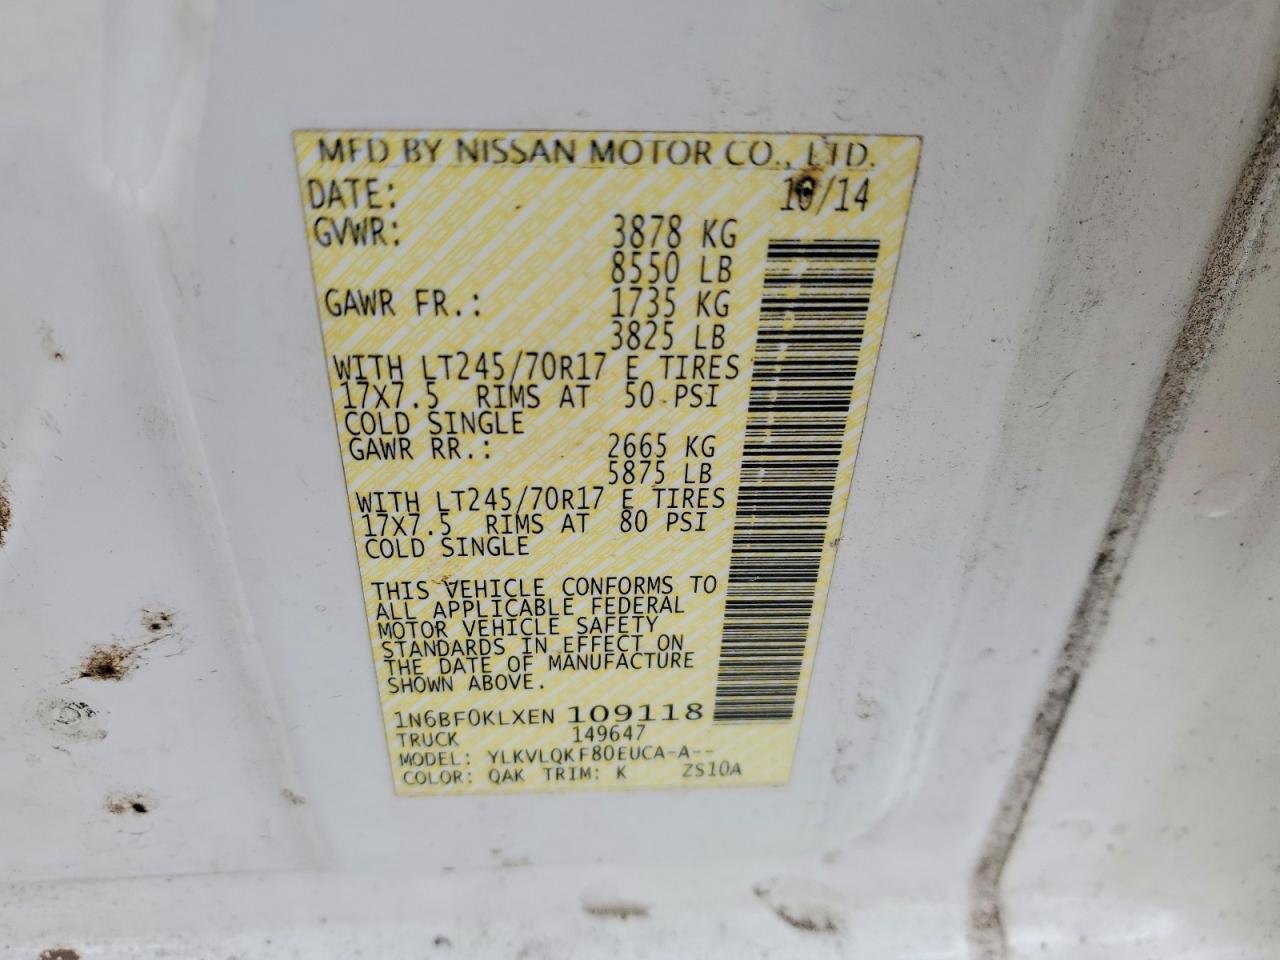 MFD BY NISSAN MOTOR CO., LTD.
DATE: 10/14
GVWR: 3878 KG
8550 LB
GAWR FR.: 1735 KG
3825 LB
WITH LT245/70R17 E TIRES
17X7.5 RIMS AT 50 PSI
COLD SINGLE
GAWR RR.: 2665 KG
5875 LB
WITH LT245/70R17 E TIRES
17X7.5 RIMS AT 80 PSI
COLD SINGLE
THIS VEHICLE CONFORMS TO
ALL APPLICABLE FEDERAL
MOTOR VEHICLE SAFETY
STANDARDS IN EFFECT ON
THE DATE OF MANUFACTURE
SHOWN ABOVE.
1N6BF0KLXEN 109118
TRUCK 149647
MODEL: YLKVLQKF80EUCA-A--
COLOR: QAK TRIM: K ZS10A